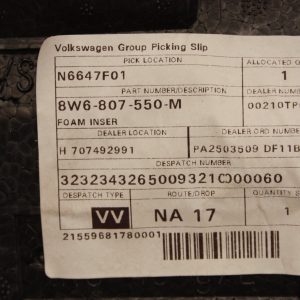 Volkswagen Group Picking Slip
PICK LOCATION ALLOCATED
N6647F01 1
PART NUMBER/DESCRIPTION DEALER NUMBER
8W6-807-550-M 00210TP
FOAM INSER
DEALER NUMBER DEALER ORD NUMBER
H 707492991 PA2503509 DF11B
DESPATCH NUMBER
DESPATCH TYPE ROUTE/DROP QUANTITY
VV NA 17 1
21559681780001